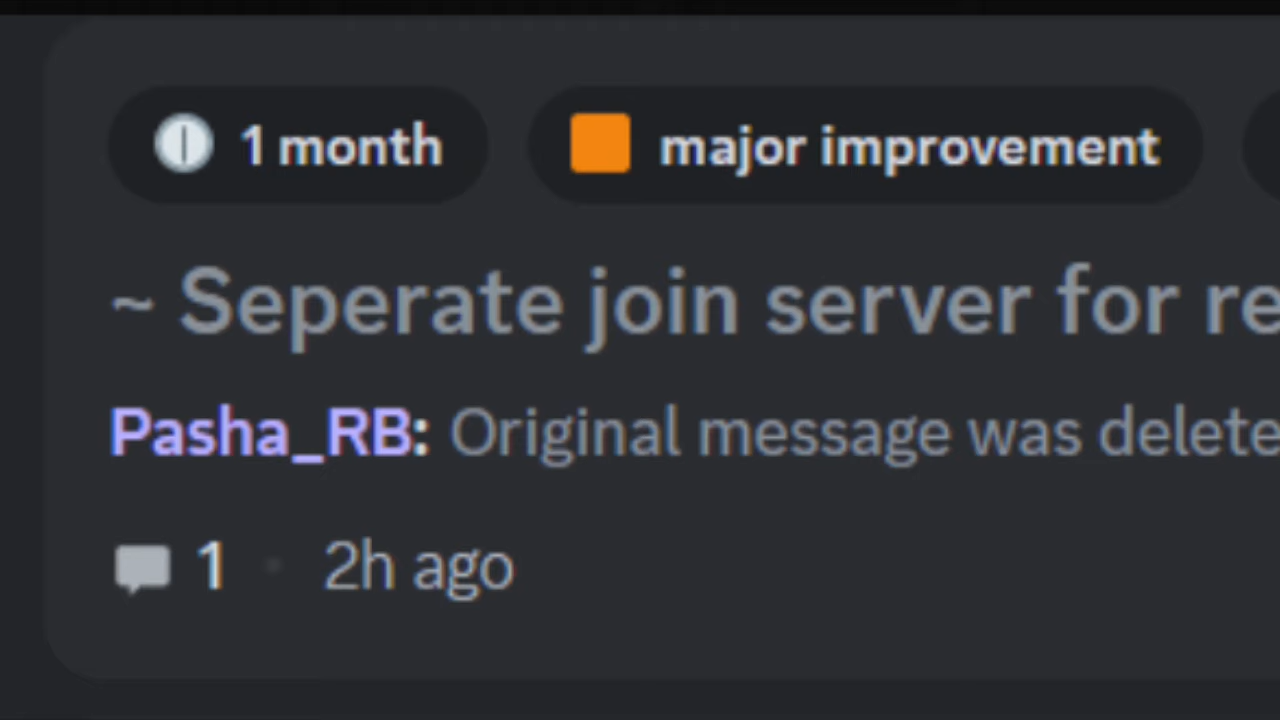 1 month major improvement
~ Seperate join server for re
Pasha_RB: Original message was delete
1 · 2h ago